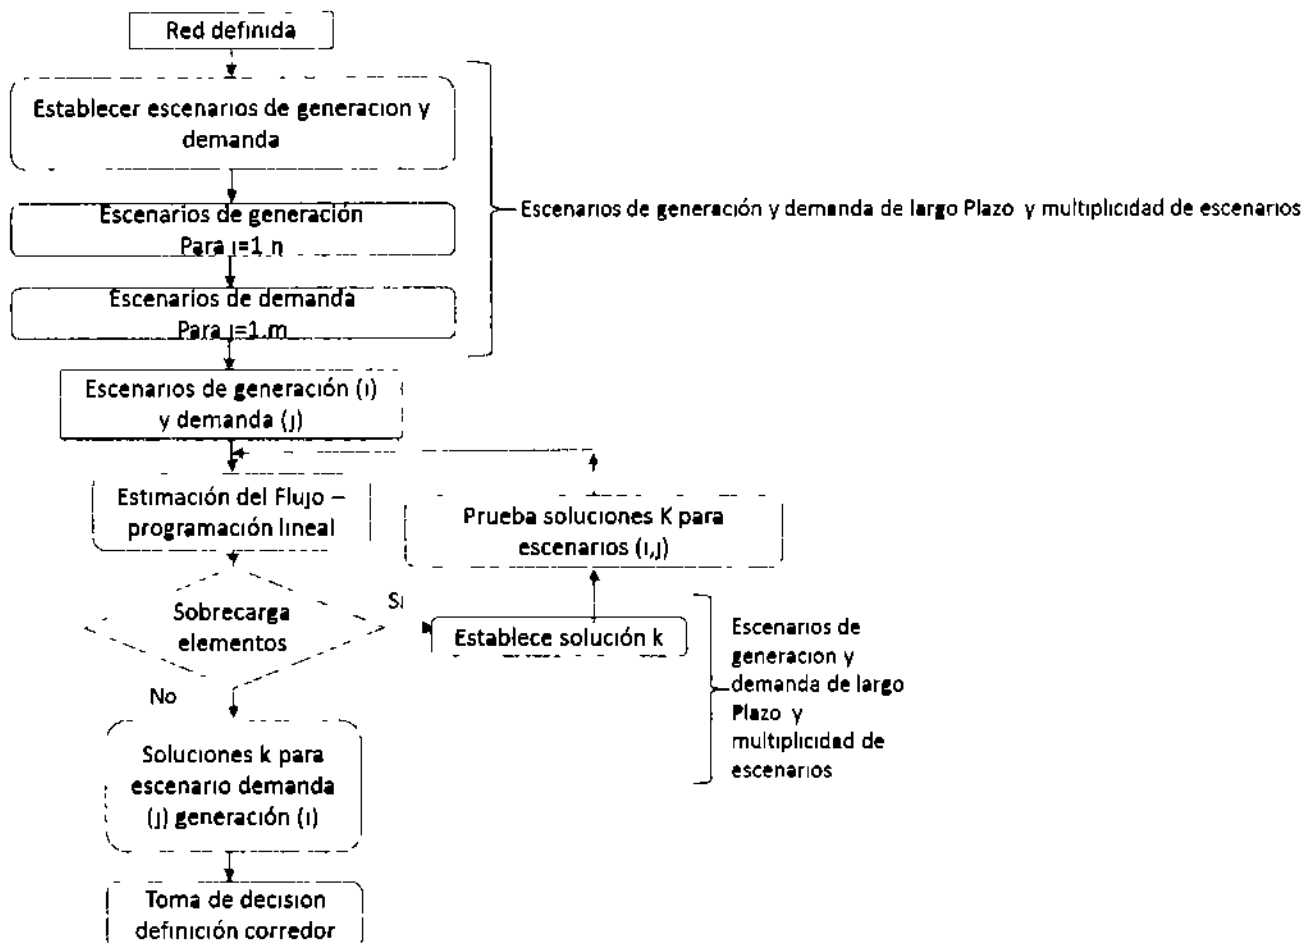 Red definida
Establecer escenarios de generacion y
demanda
Escenarios de generación
Para i=1 n
Escenarios de demanda
Para j=1.m
Escenarios de generación y demanda de largo Plazo y multiplicidad de escenarios
Escenarios de generación (i)
y demanda (j)
Estimación del Flujo –
programación lineal
Prueba soluciones K para
escenarios (i,j)
Sobrecarga
elementos
Si
Establece solución k
Escenarios de
generacion y
demanda de largo
Plazo y
multiplicidad de
escenarios
No
Soluciones k para
escenario demanda
(j) generación (i)
Toma de decision
definición corredor